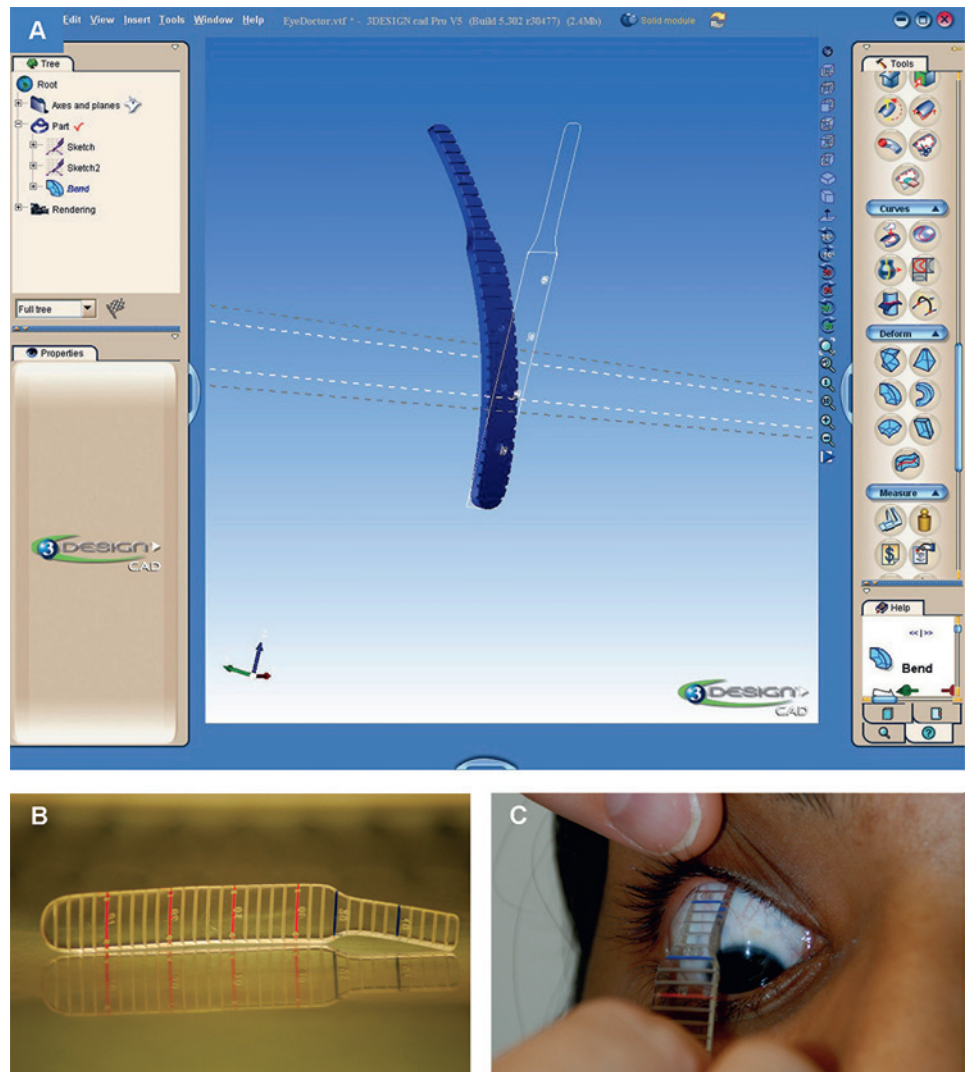 A
Edit View Insert Tools Window Help EyeDoctor.vtf * - 3DESIGN cad Pro V5 (Build 5.302 r30477) (2.4Mb) Solid module
Tree
Root
Axes and planes
Part
Sketch
Sketch2
Bend
Rendering
Full tree
Properties
3DESIGN
CAD
3DESIGN
CAD
Tools
Curves
Deform
Measure
Help
<<|>>
Bend
B
C